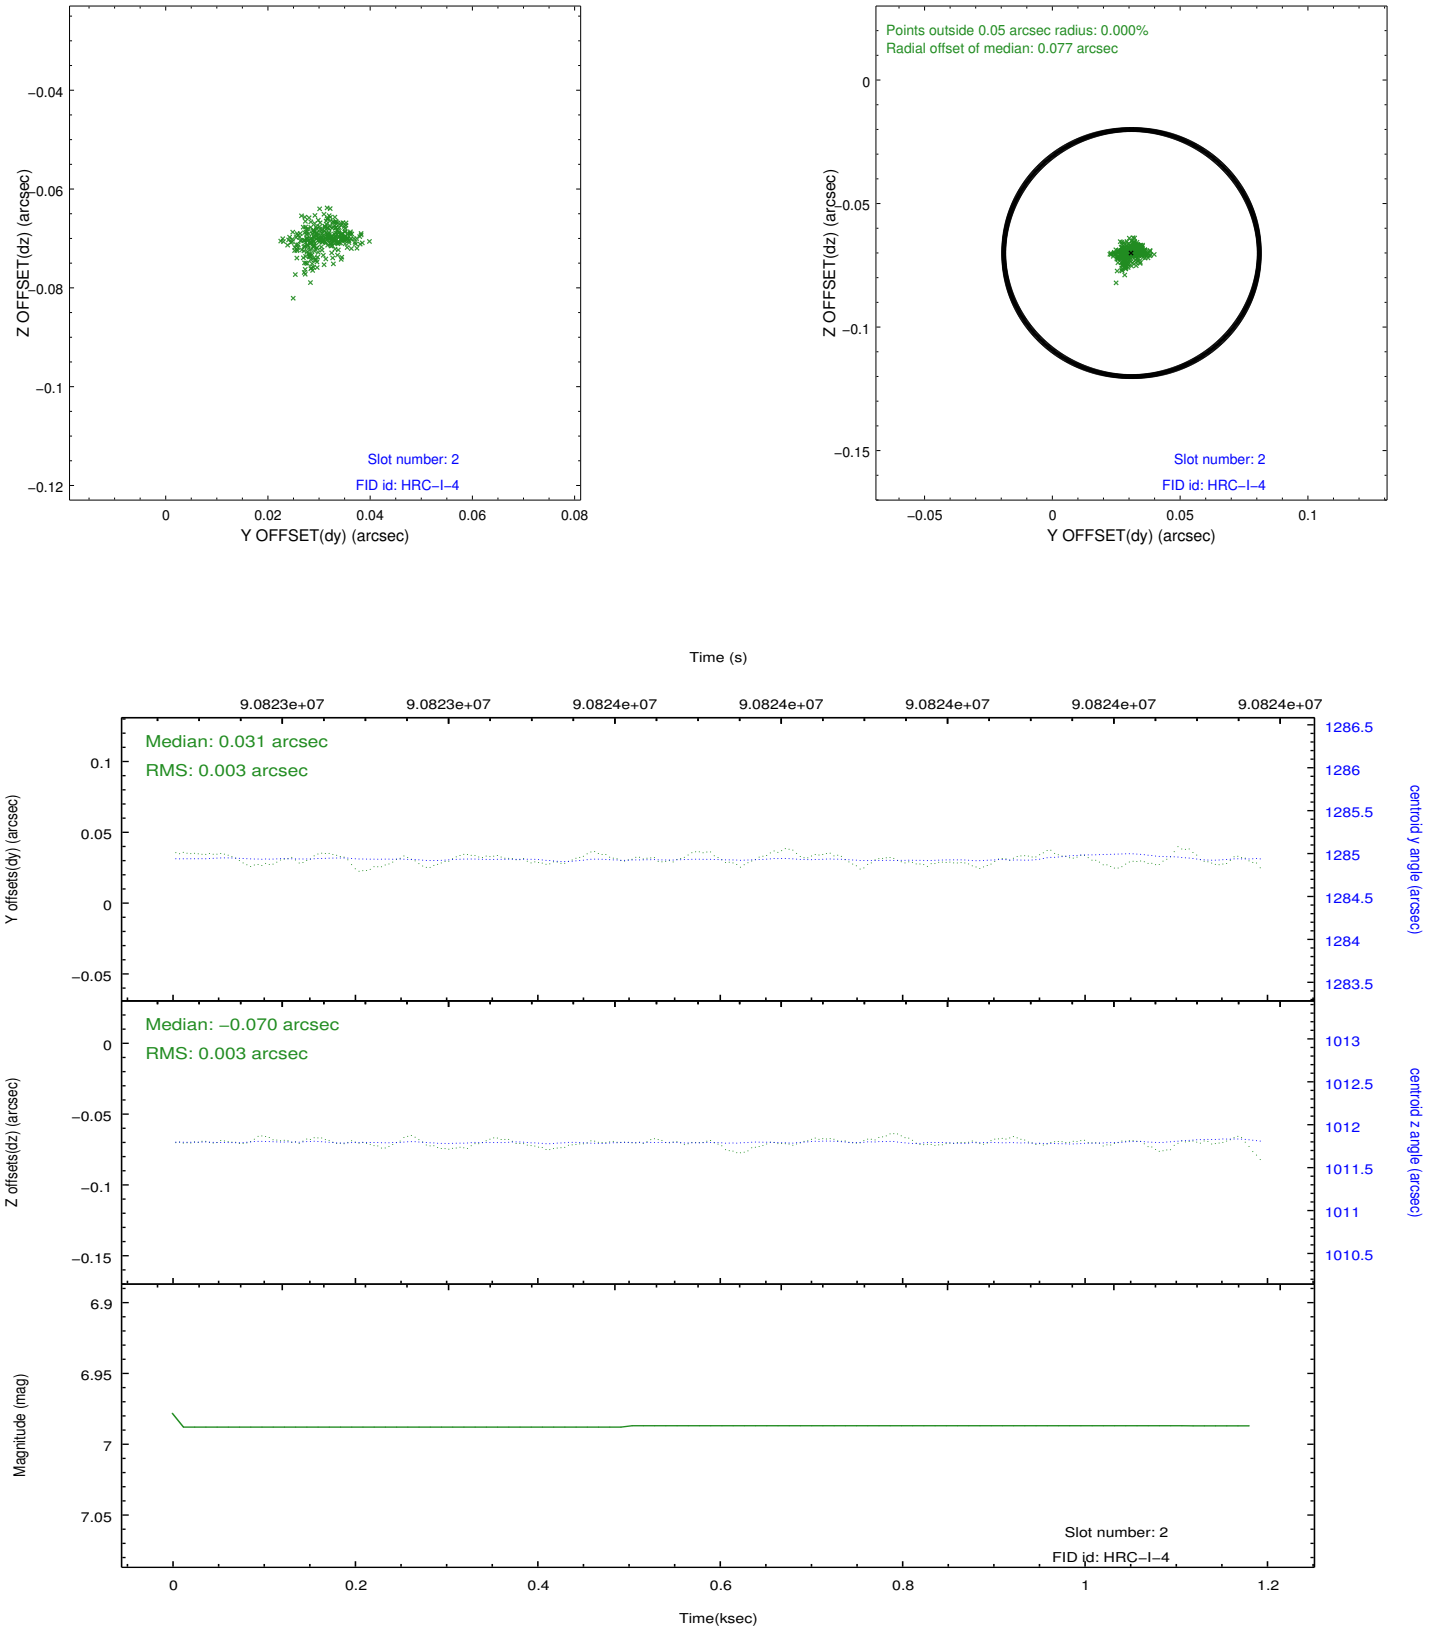 −0.04
−0.06
−0.08
−0.1
−0.12
Z OFFSET(dz) (arcsec)
Slot number: 2
FID id: HRC−I−4
0 0.02 0.04 0.06 0.08
Y OFFSET(dy) (arcsec)
Points outside 0.05 arcsec radius: 0.000%
Radial offset of median: 0.077 arcsec
0
−0.05
−0.1
−0.15
Z OFFSET(dz) (arcsec)
Slot number: 2
FID id: HRC−I−4
−0.05 0 0.05 0.1
Y OFFSET(dy) (arcsec)
Time (s)
9.0823e+07 9.0823e+07 9.0824e+07 9.0824e+07 9.0824e+07 9.0824e+07 9.0824e+07
Median: 0.031 arcsec
RMS: 0.003 arcsec
0.1
0.05
0
−0.05
Y offsets(dy) (arcsec)
1286.5
1286
1285.5
1285
1284.5
1284
1283.5
centroid y angle (arcsec)
Median: −0.070 arcsec
RMS: 0.003 arcsec
0
−0.05
−0.1
−0.15
Z offsets(dz) (arcsec)
1013
1012.5
1012
1011.5
1011
1010.5
centroid z angle (arcsec)
6.9
6.95
7
7.05
Magnitude (mag)
Slot number: 2
FID id: HRC−I−4
0 0.2 0.4 0.6 0.8 1 1.2
Time(ksec)